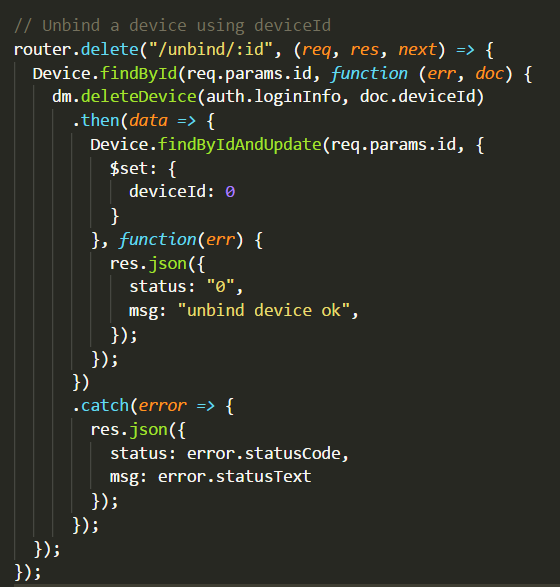 // Unbind a device using deviceId
router.delete("/unbind/:id", (req, res, next) => {
  Device.findById(req.params.id, function (err, doc) {
    dm.deleteDevice(auth.loginInfo, doc.deviceId)
      .then(data => {
        Device.findByIdAndUpdate(req.params.id, {
          $set: {
            deviceId: 0
          }
        }, function(err) {
          res.json({
            status: "0",
            msg: "unbind device ok",
          });
        });
      })
      .catch(error => {
        res.json({
          status: error.statusCode,
          msg: error.statusText
        });
      });
  });
});